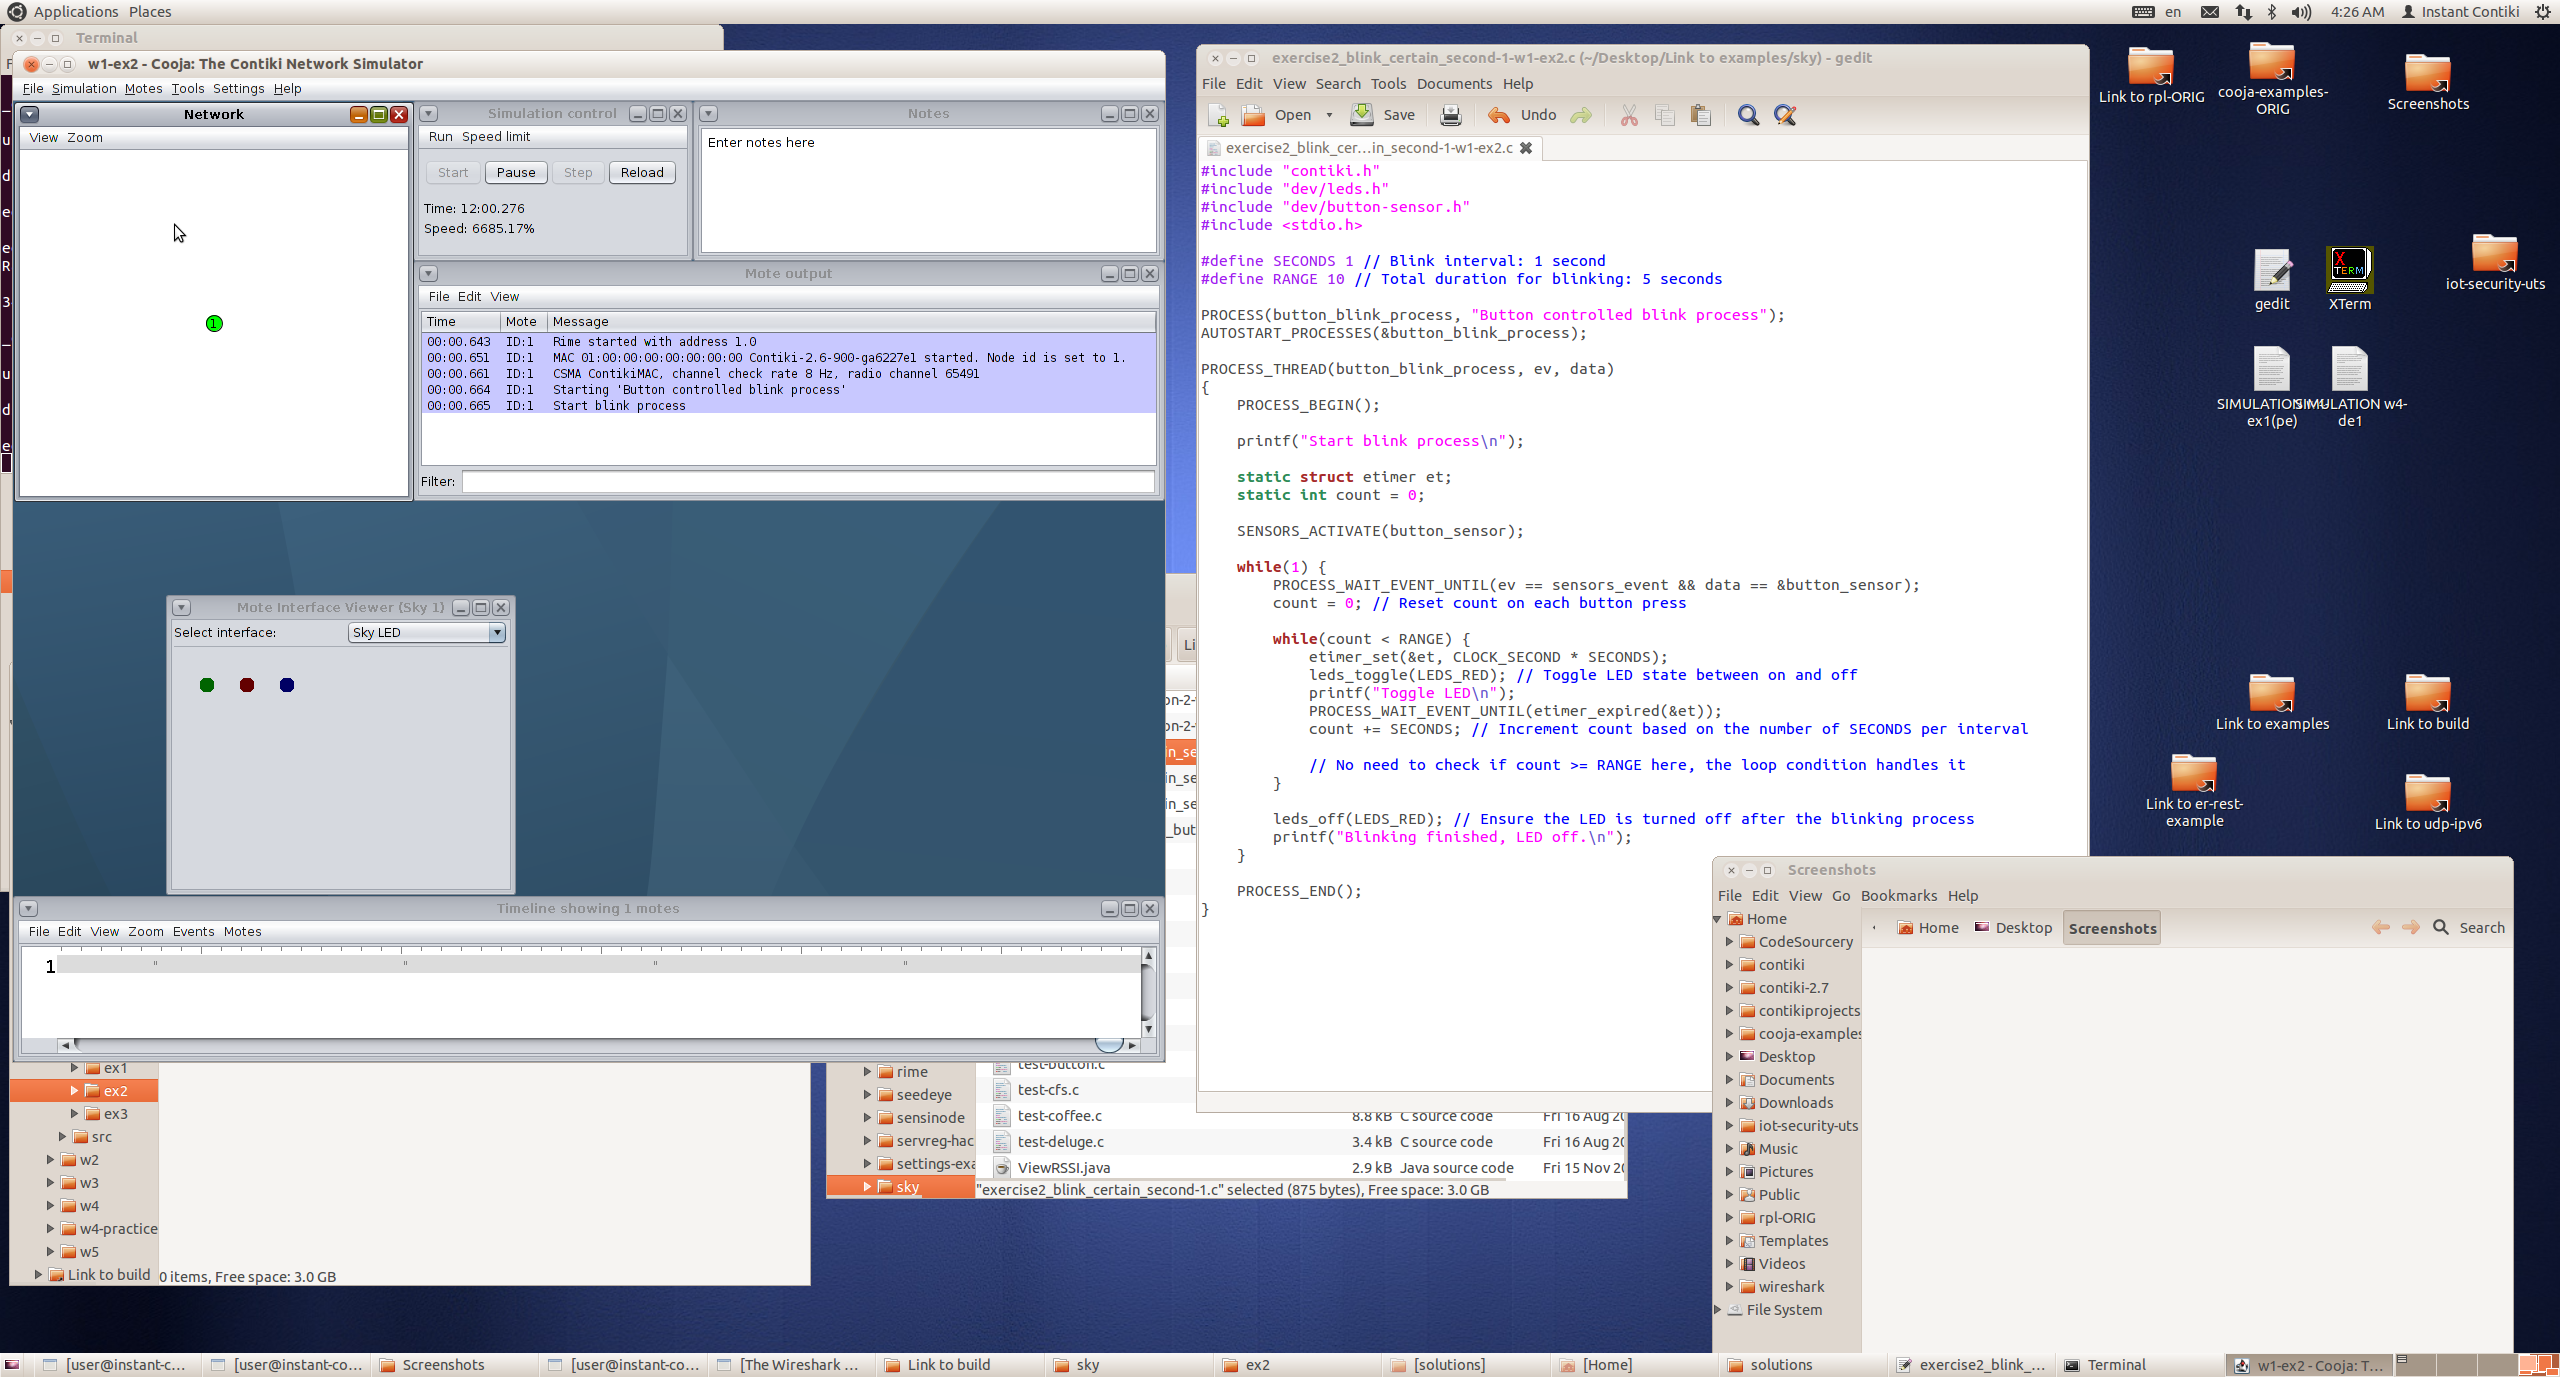 Applications Places
en 4:26 AM Instant Contiki
Terminal
w1-ex2 - Cooja: The Contiki Network Simulator
File Simulation Motes Tools Settings Help
Network
View Zoom
1
Simulation control
Run Speed limit
Start Pause Step Reload
Time: 12:00.276
Speed: 6685.17%
Notes
Enter notes here
Mote output
File Edit View
Time Mote Message
00:00.643 ID:1 Rime started with address 1.0
00:00.651 ID:1 MAC 01:00:00:00:00:00:00:00 Contiki-2.6-900-ga6227e1 started. Node id is set to 1.
00:00.661 ID:1 CSMA ContikiMAC, channel check rate 8 Hz, radio channel 65491
00:00.664 ID:1 Starting 'Button controlled blink process'
00:00.665 ID:1 Start blink process
Filter:
Mote Interface Viewer (Sky 1)
Select interface: Sky LED
Timeline showing 1 motes
File Edit View Zoom Events Motes
1
ex1
ex2
ex3
src
w2
w3
w4
w4-practice
w5
Link to build
0 items, Free space: 3.0 GB
rime
seedeye
sensinode
servreg-hac
settings-exa
sky
test-button.c
test-cfs.c
test-coffee.c 8.8 kB C source code Fri 16 Aug 20
test-deluge.c 3.4 kB C source code Fri 16 Aug 20
ViewRSSI.java 2.9 kB Java source code Fri 15 Nov 20
"exercise2_blink_certain_second-1.c" selected (875 bytes), Free space: 3.0 GB
exercise2_blink_certain_second-1-w1-ex2.c (~/Desktop/Link to examples/sky) - gedit
File Edit View Search Tools Documents Help
Open Save Undo
exercise2_blink_cer…in_second-1-w1-ex2.c
#include "contiki.h"
#include "dev/leds.h"
#include "dev/button-sensor.h"
#include <stdio.h>
#define SECONDS 1 // Blink interval: 1 second
#define RANGE 10 // Total duration for blinking: 5 seconds
PROCESS(button_blink_process, "Button controlled blink process");
AUTOSTART_PROCESSES(&button_blink_process);
PROCESS_THREAD(button_blink_process, ev, data)
{
PROCESS_BEGIN();
printf("Start blink process\n");
static struct etimer et;
static int count = 0;
SENSORS_ACTIVATE(button_sensor);
while(1) {
PROCESS_WAIT_EVENT_UNTIL(ev == sensors_event && data == &button_sensor);
count = 0; // Reset count on each button press
while(count < RANGE) {
etimer_set(&et, CLOCK_SECOND * SECONDS);
leds_toggle(LEDS_RED); // Toggle LED state between on and off
printf("Toggle LED\n");
PROCESS_WAIT_EVENT_UNTIL(etimer_expired(&et));
count += SECONDS; // Increment count based on the number of SECONDS per interval
// No need to check if count >= RANGE here, the loop condition handles it
}
leds_off(LEDS_RED); // Ensure the LED is turned off after the blinking process
printf("Blinking finished, LED off.\n");
}
PROCESS_END();
}
Link to rpl-ORIG
cooja-examples-
ORIG
Screenshots
gedit
XTERM
XTerm
iot-security-uts
SIMULATION
ex1(pe)
w4-
de1
Link to examples
Link to build
Link to er-rest-
example
Link to udp-ipv6
Screenshots
File Edit View Go Bookmarks Help
Home Desktop Screenshots Search
Home
CodeSourcery
contiki
contiki-2.7
contikiprojects
cooja-examples
Desktop
Documents
Downloads
iot-security-uts
Music
Pictures
Public
rpl-ORIG
Templates
Videos
wireshark
File System
[user@instant-c... [user@instant-co... Screenshots [user@instant-co... [The Wireshark ... Link to build sky ex2 [solutions] [Home] solutions exercise2_blink_... Terminal w1-ex2 - Cooja: T...